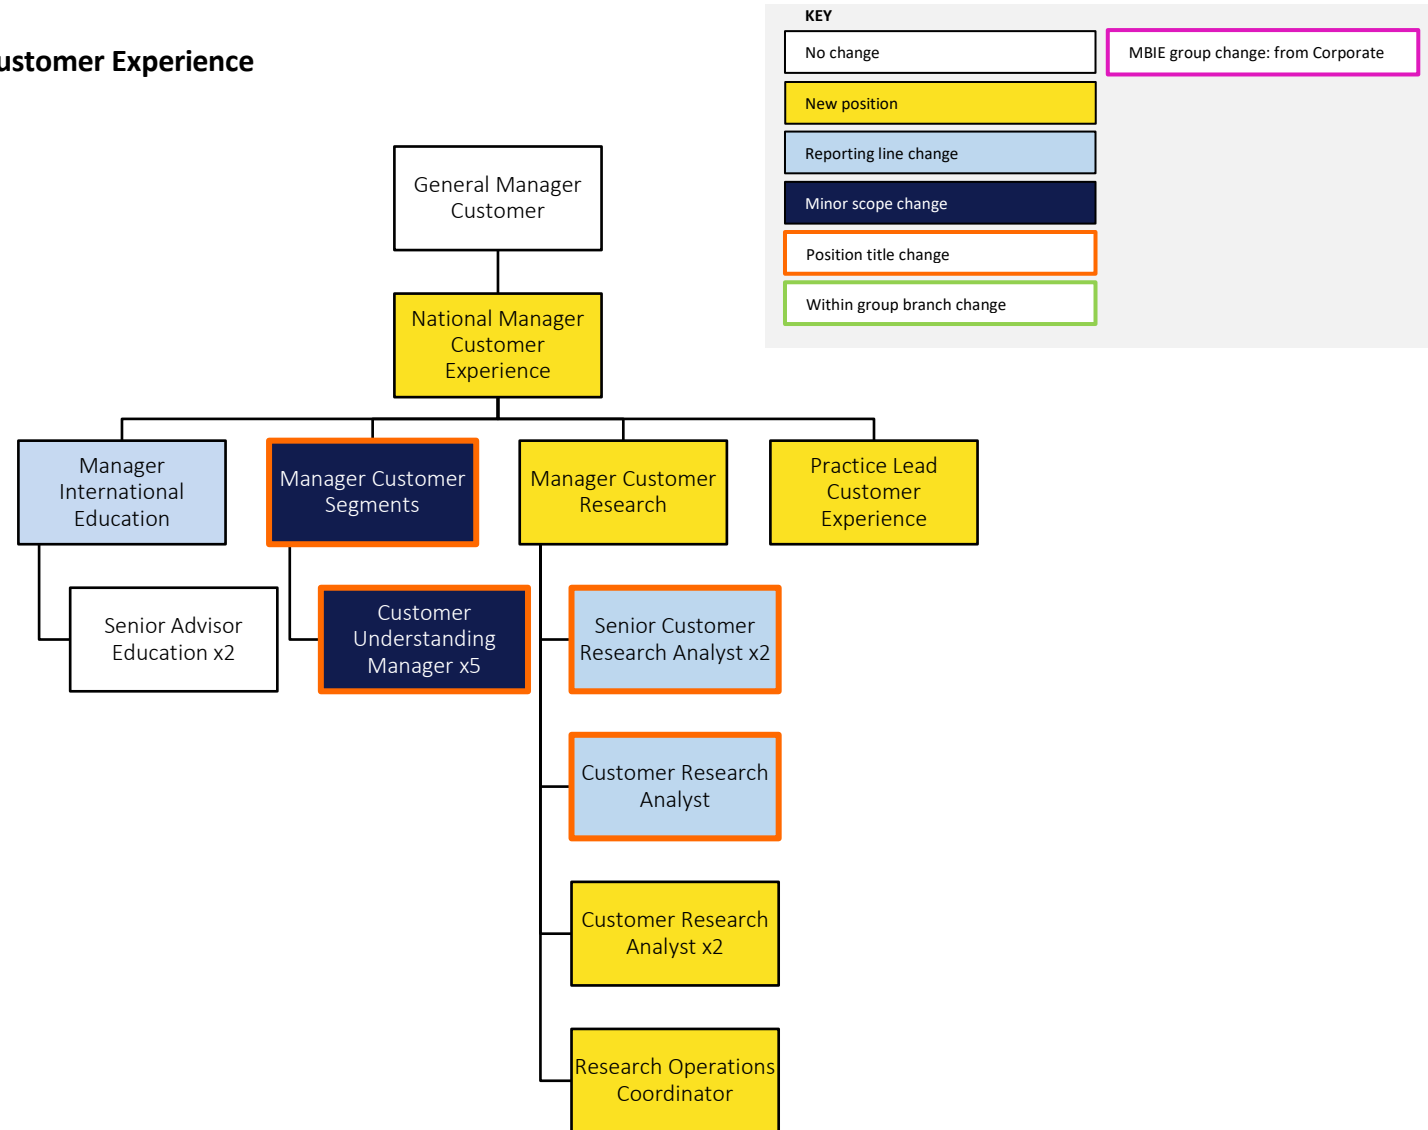 ustomer Experience
KEY
No change
MBIE group change: from Corporate
New position
Reporting line change
Minor scope change
Position title change
Within group branch change
General Manager
Customer
National Manager
Customer
Experience
Manager
International
Education
Manager Customer
Segments
Manager Customer
Research
Practice Lead
Customer
Experience
Senior Advisor
Education x2
Customer
Understanding
Manager x5
Senior Customer
Research Analyst x2
Customer Research
Analyst
Customer Research
Analyst x2
Research Operations
Coordinator